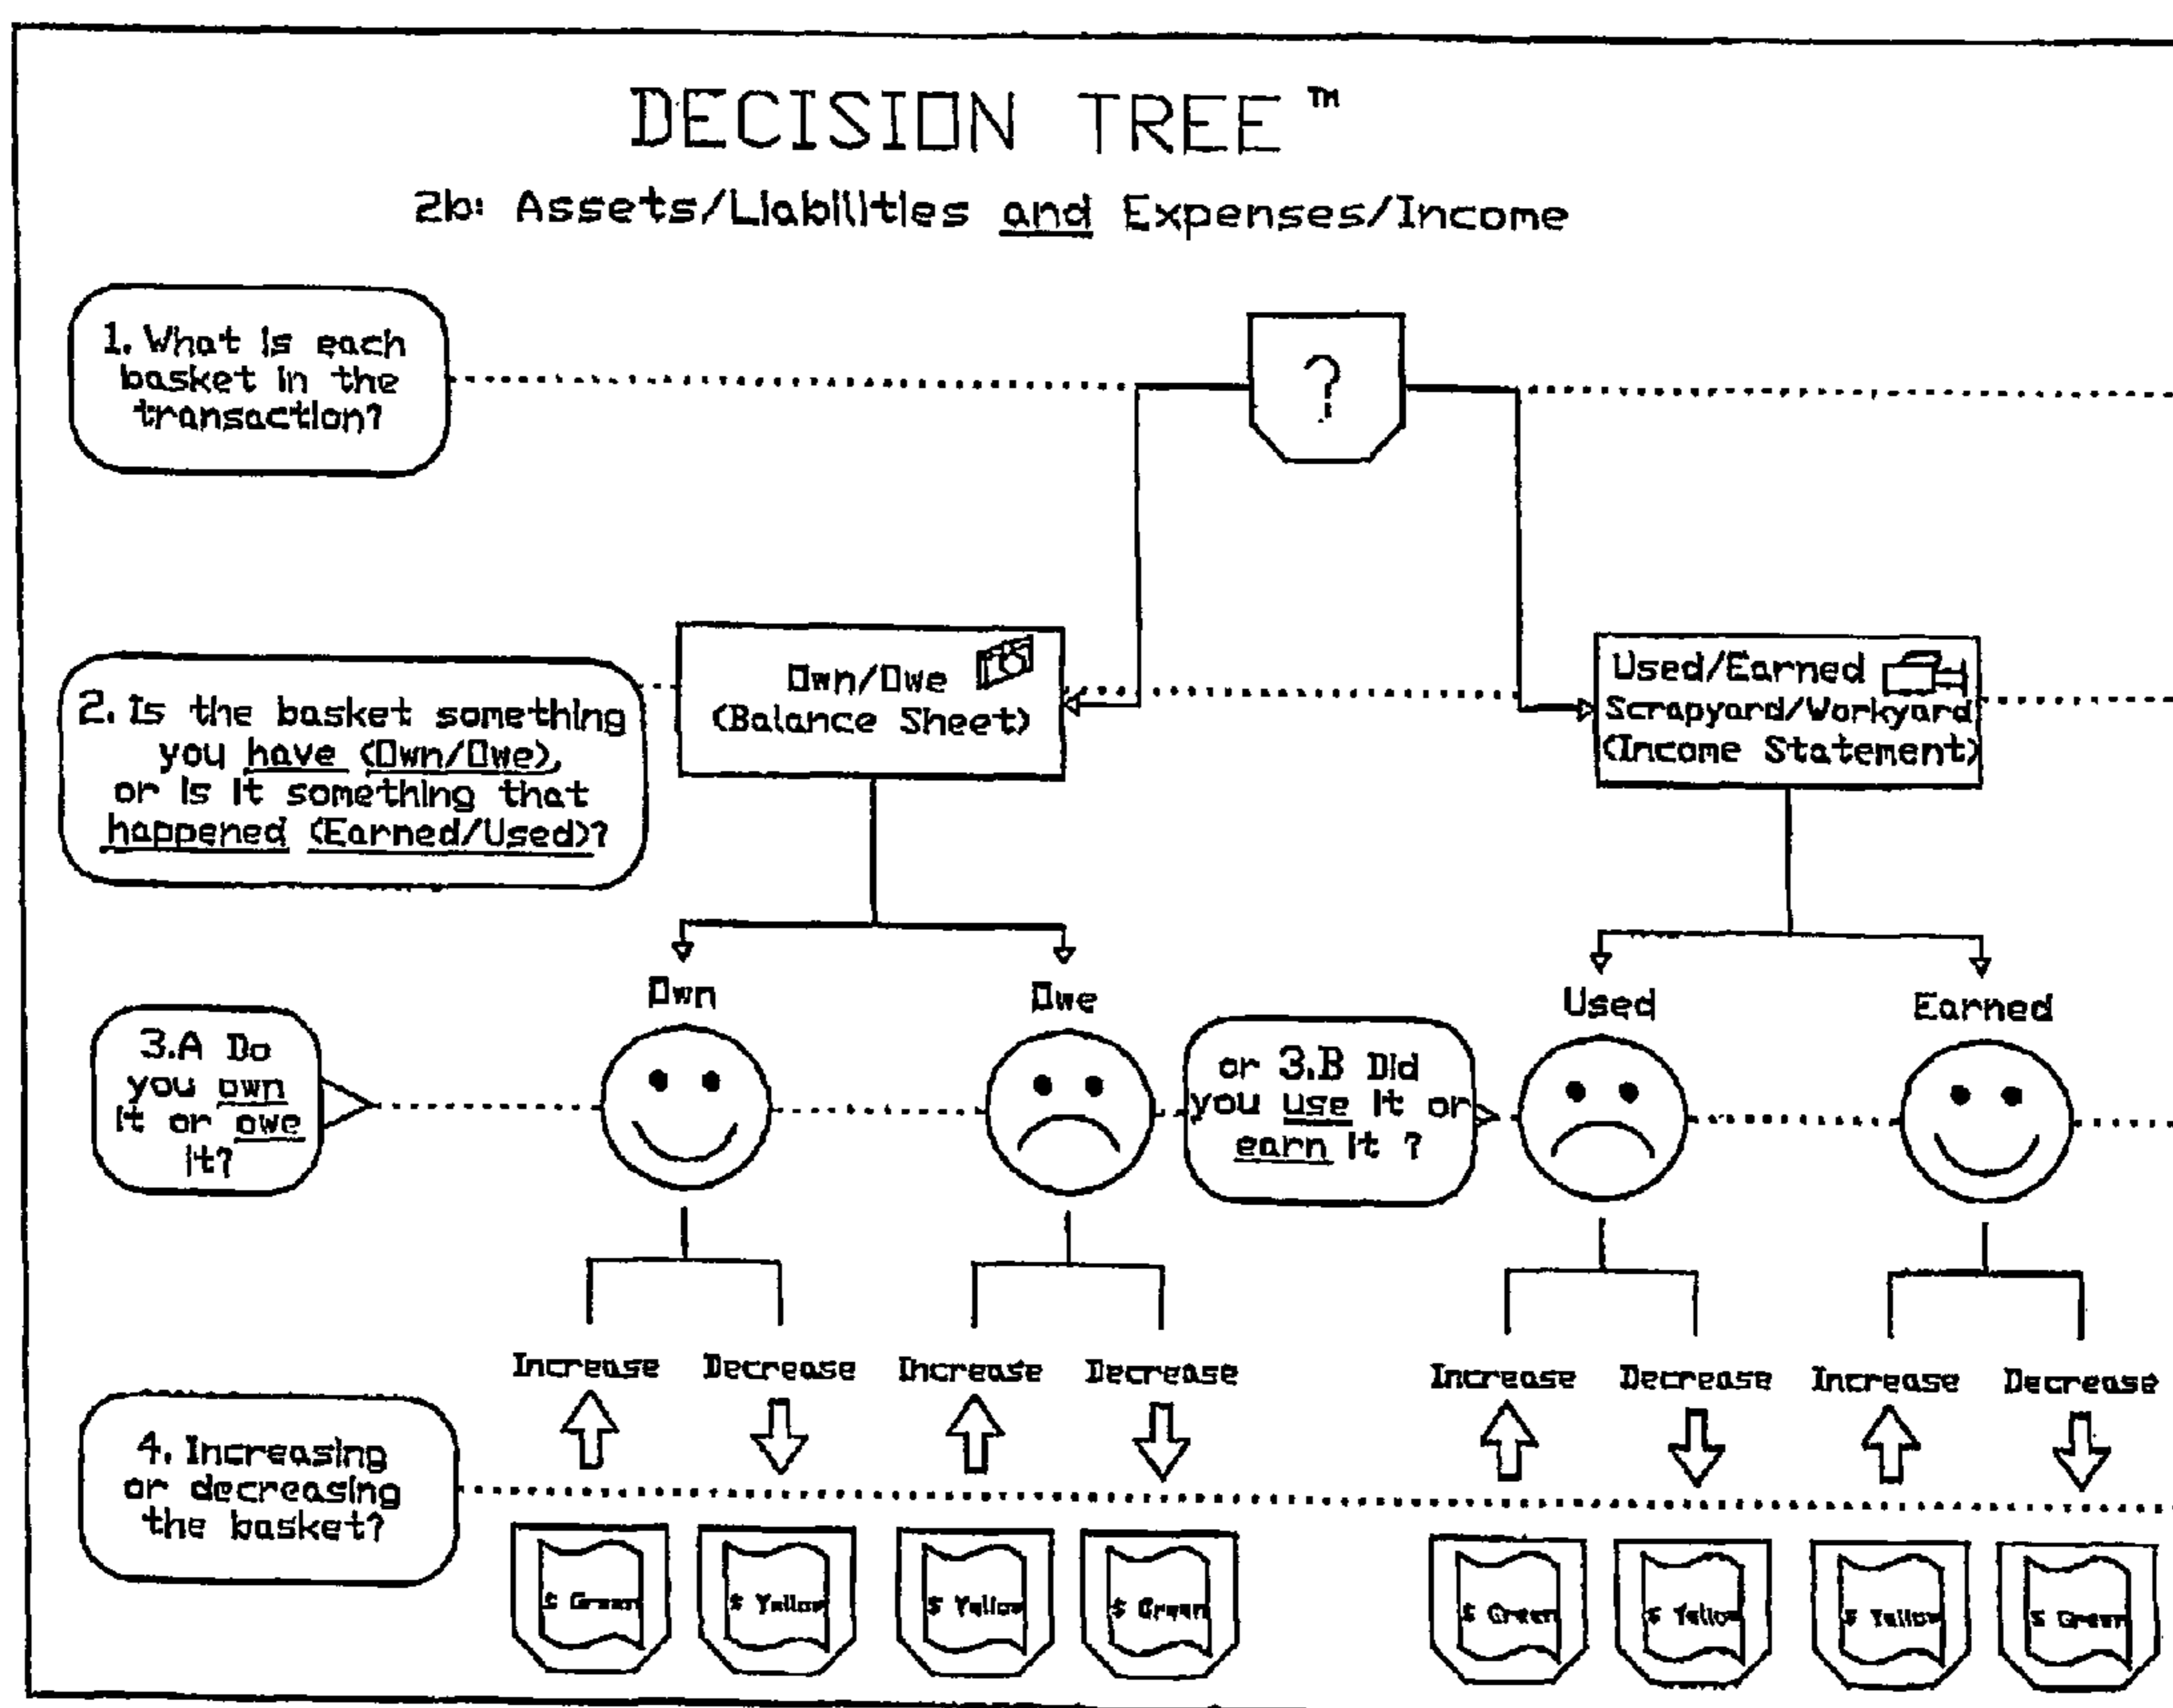 DECISION TREE™
2b: Assets/Liabilities and Expenses/Income
1. What is each
basket in the
transaction?
?
2. Is the basket something
you have (Own/Owe),
or is it something that
happened (Earned/Used)?
Own/Owe
(Balance Sheet)
Used/Earned
Scrapyard/Workyard
(Income Statement)
Own
Owe
Used
Earned
3.A Do
you own
it or owe
it?
or 3.B Did
you use it or
earn it ?
Increase
Decrease
Increase
Decrease
Increase
Decrease
Increase
Decrease
4. Increasing
or decreasing
the basket?
$ Green
$ Yellow
$ Yellow
$ Green
$ Green
$ Yellow
$ Yellow
$ Green